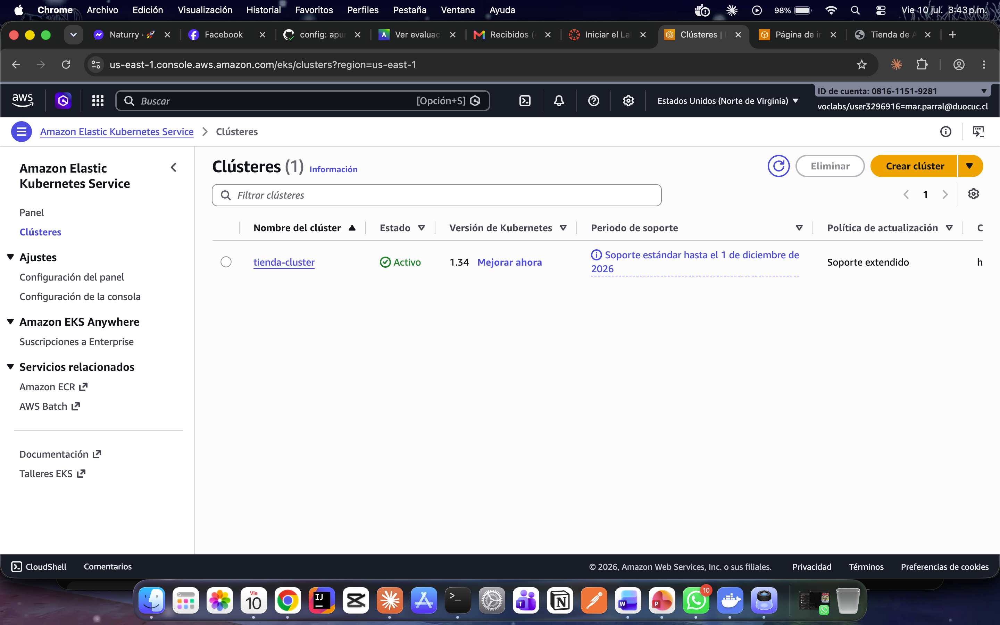 Chrome Archivo Edición Visualización Historial Favoritos Perfiles Pestaña Ventana Ayuda 98% Vie 10 jul. 3:43 p.m.
Naturry · 🚀 Facebook config: apu Ver evaluac Recibidos ( Iniciar el La Clústeres | Página de in Tienda de A
us-east-1.console.aws.amazon.com/eks/clusters?region=us-east-1
aws Buscar [Opción+S] Estados Unidos (Norte de Virginia) ID de cuenta: 0816-1151-9281
voclabs/user3296916=mar.parral@duocuc.cl
Amazon Elastic Kubernetes Service Clústeres
Amazon Elastic
Kubernetes Service
Panel
Clústeres
Ajustes
Configuración del panel
Configuración de la consola
Amazon EKS Anywhere
Suscripciones a Enterprise
Servicios relacionados
Amazon ECR
AWS Batch
Documentación
Talleres EKS
Clústeres (1) Información
Eliminar
Crear clúster
Filtrar clústeres
1
Nombre del clúster Estado Versión de Kubernetes Periodo de soporte Política de actualización C
tienda-cluster Activo 1.34 Mejorar ahora Soporte estándar hasta el 1 de diciembre de
2026
Soporte extendido
CloudShell Comentarios © 2026, Amazon Web Services, Inc. o sus filiales. Privacidad Términos Preferencias de cookies
Vie
10
IJ
T
N
W
P
10